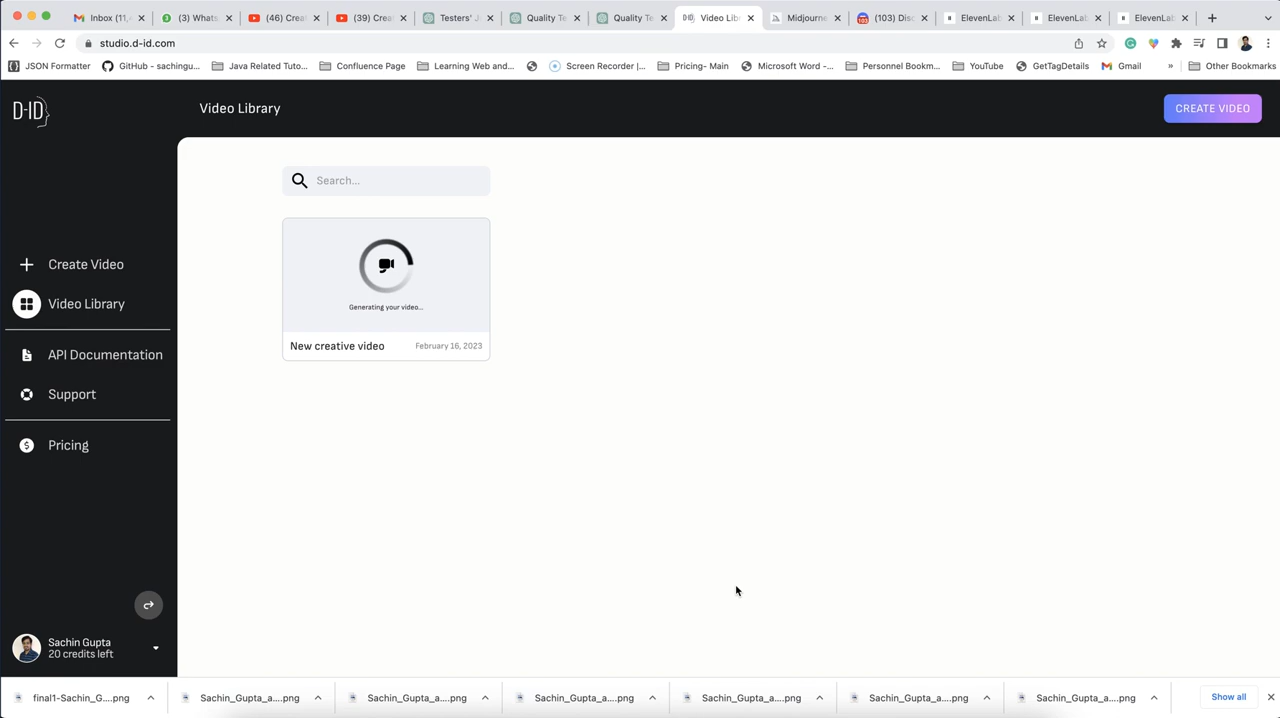 Inbox (11,
(3) Whats
(46) Crea
(39) Crea
Testers' J
Quality Te
Quality Te
Video Libr
Midjourne
(103) Disc
ElevenLab
ElevenLab
ElevenLab
studio.d-id.com
JSON Formatter
GitHub - sachingu...
Java Related Tuto...
Confluence Page
Learning Web and...
Screen Recorder |...
Pricing- Main
Microsoft Word -...
Personnel Bookm...
YouTube
GetTagDetails
Gmail
»
Other Bookmarks
D-ID
Video Library
CREATE VIDEO
Search...
Generating your video...
New creative video
February 16, 2023
Create Video
Video Library
API Documentation
Support
Pricing
Sachin Gupta
20 credits left
final1-Sachin_G....png
Sachin_Gupta_a....png
Sachin_Gupta_a....png
Sachin_Gupta_a....png
Sachin_Gupta_a....png
Sachin_Gupta_a....png
Sachin_Gupta_a....png
Show all